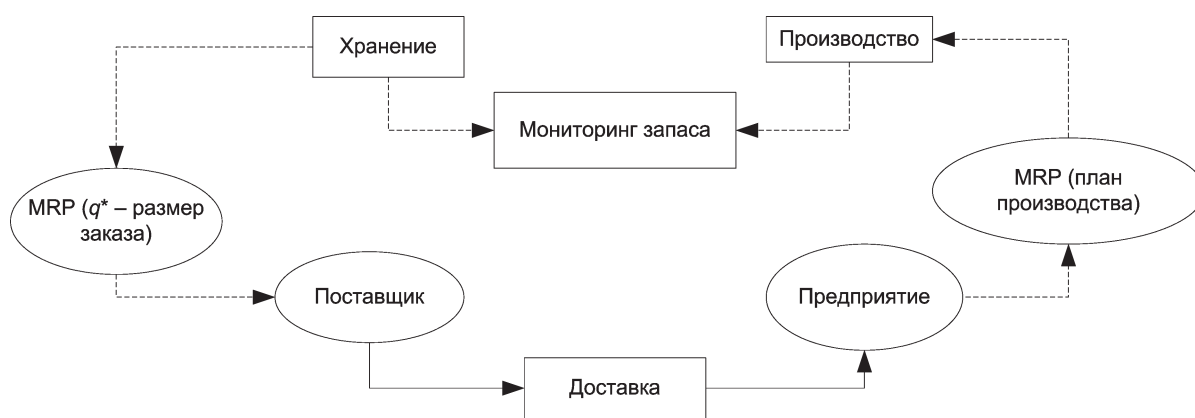 Хранение
Производство
Мониторинг запаса
MRP (q* – размер
заказа)
MRP (план
производства)
Поставщик
Предприятие
Доставка